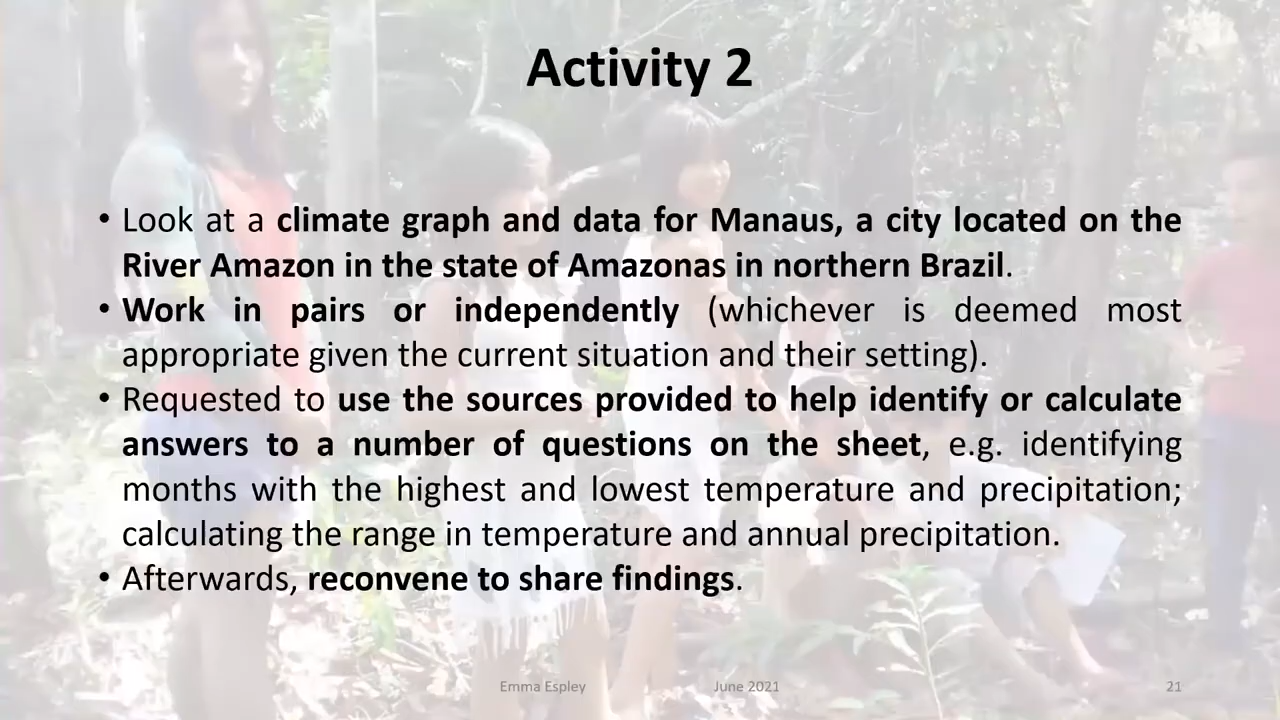 Activity 2
• Look at a climate graph and data for Manaus, a city located on the
River Amazon in the state of Amazonas in northern Brazil.
• Work in pairs or independently (whichever is deemed most
appropriate given the current situation and their setting).
• Requested to use the sources provided to help identify or calculate
answers to a number of questions on the sheet, e.g. identifying
months with the highest and lowest temperature and precipitation;
calculating the range in temperature and annual precipitation.
• Afterwards, reconvene to share findings.
Emma Espley June 2021 21